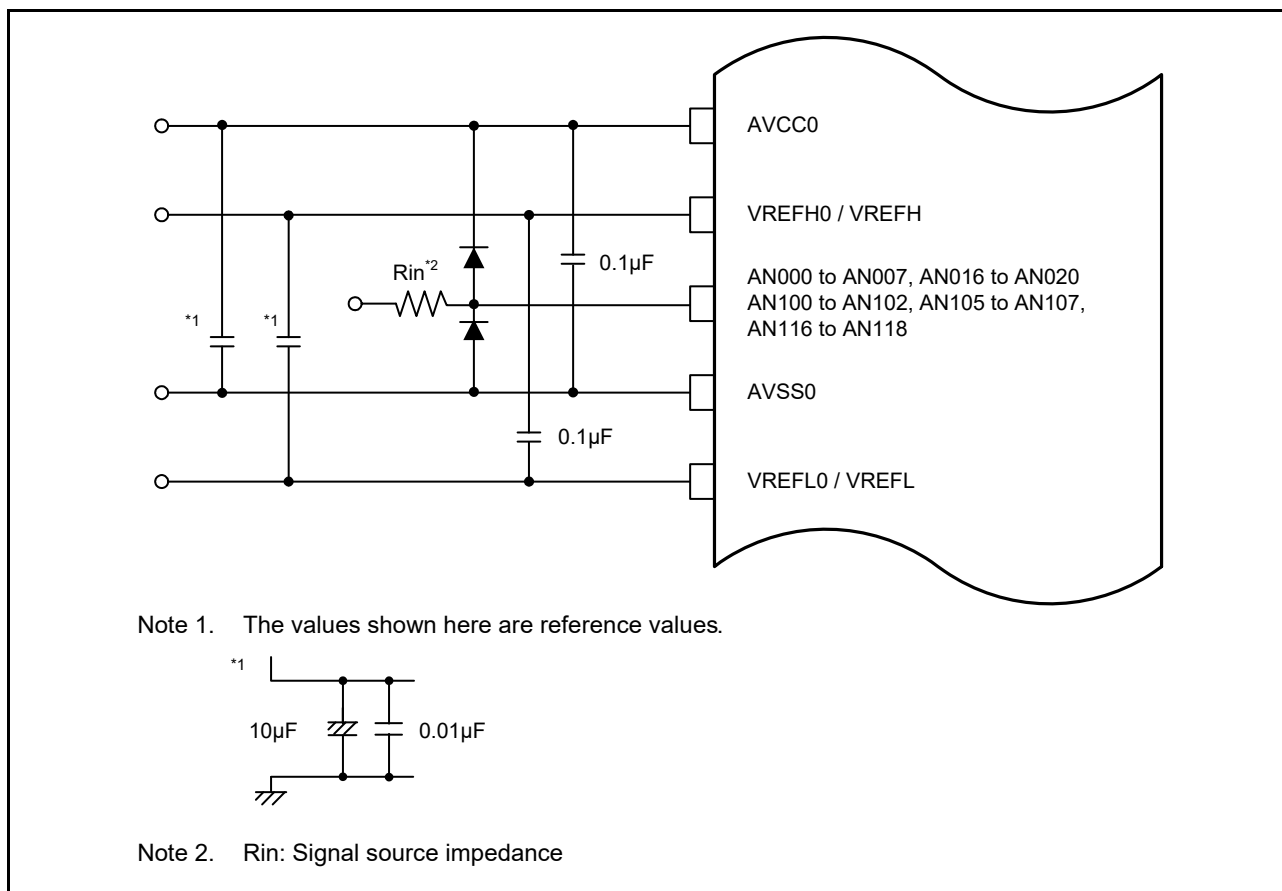 AVCC0
VREFH0 / VREFH
Rin*2
0.1µF
AN000 to AN007, AN016 to AN020
AN100 to AN102, AN105 to AN107,
AN116 to AN118
*1
*1
AVSS0
0.1µF
VREFL0 / VREFL
Note 1. The values shown here are reference values.
*1
10µF
0.01µF
Note 2. Rin: Signal source impedance